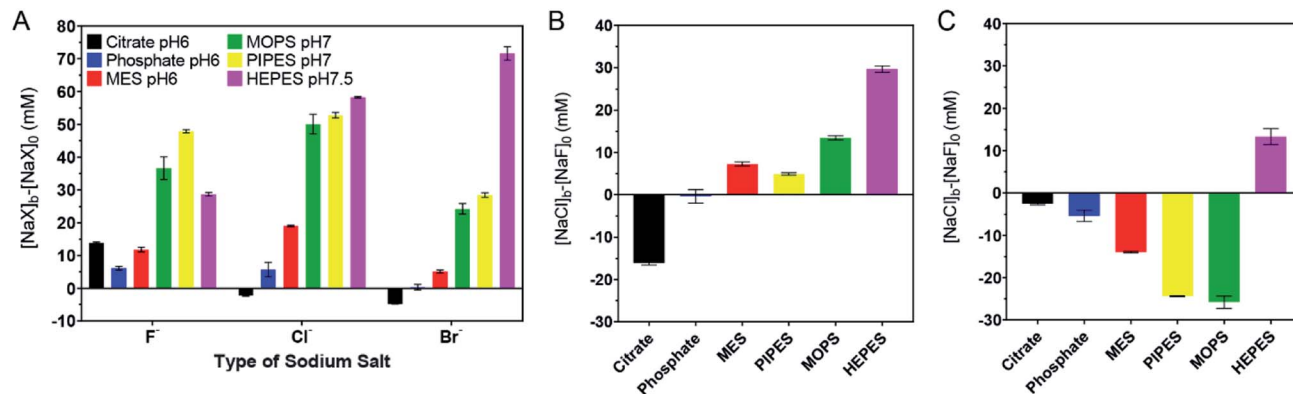 A
Citrate pH6
Phosphate pH6
MES pH6
MOPS pH7
PIPES pH7
HEPES pH7.5
[NaX]b-[NaX]0 (mM)
80
70
60
50
40
30
20
10
0
-10
F-
Cl-
Br-
Type of Sodium Salt
B
[NaCl]b-[NaF]0 (mM)
40
30
20
10
0
-10
-20
-30
Citrate
Phosphate
MES
PIPES
MOPS
HEPES
C
[NaCl]b-[NaF]0 (mM)
40
30
20
10
0
-10
-20
-30
Citrate
Phosphate
MES
PIPES
MOPS
HEPES